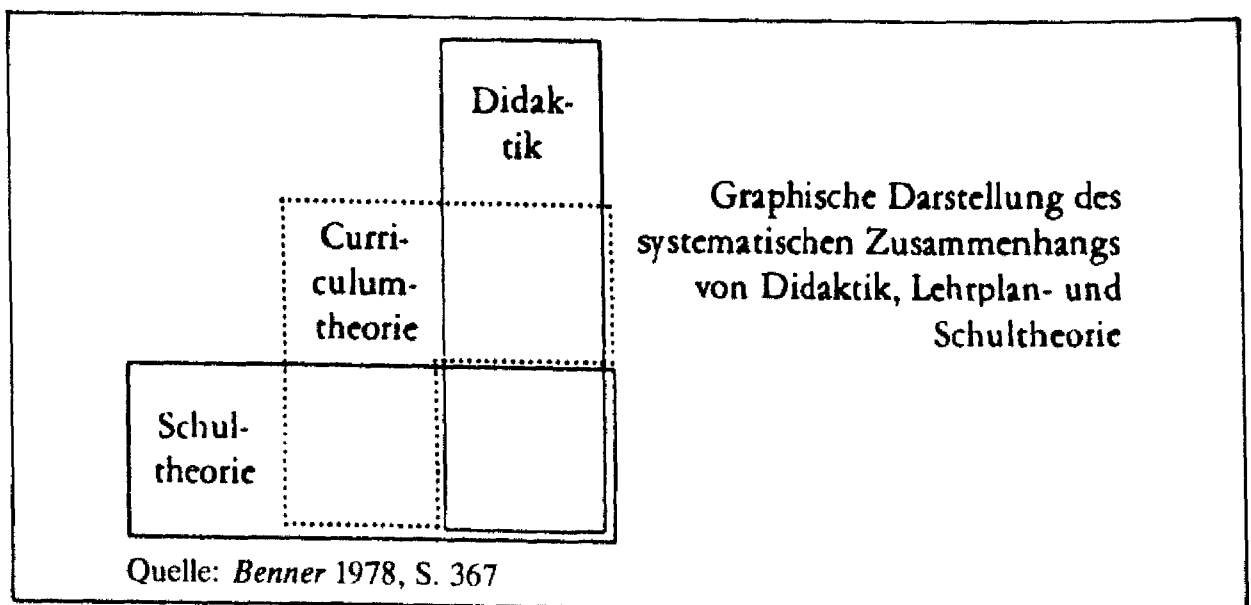 Didak-
tik
Curri-
culum-
theorie
Schul-
theorie
Graphische Darstellung des
systematischen Zusammenhangs
von Didaktik, Lehrplan- und
Schultheorie
Quelle: Benner 1978, S. 367